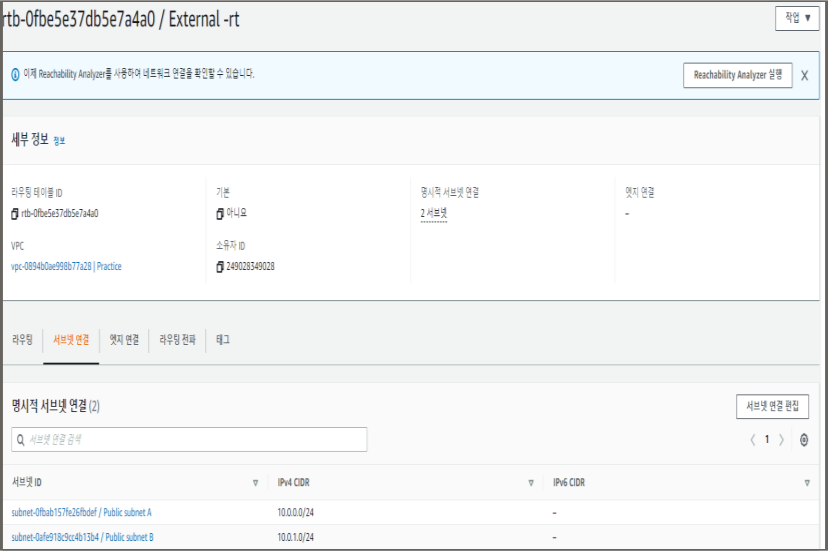 rtb-0fbe5e37db5e7a4a0 / External -rt
작업 ▼
이제 Reachability Analyzer를 사용하여 네트워크 연결을 확인할 수 있습니다.
Reachability Analyzer 실행
X
세부 정보 정보
라우팅 테이블 ID
rtb-0fbe5e37db5e7a4a0
기본
아니요
명시적 서브넷 연결
2 서브넷
엣지 연결
–
VPC
vpc-0894b0ae998b77a28 | Practice
소유자 ID
249028349028
라우팅
서브넷 연결
엣지 연결
라우팅 전파
태그
명시적 서브넷 연결 (2)
서브넷 연결 편집
서브넷 연결 검색
< 1 >
서브넷 ID
IPv4 CIDR
IPv6 CIDR
subnet-0fbab157fe26fbdef / Public subnet A
10.0.0.0/24
–
subnet-0afe918c9cc4b13b4 / Public subnet B
10.0.1.0/24
–